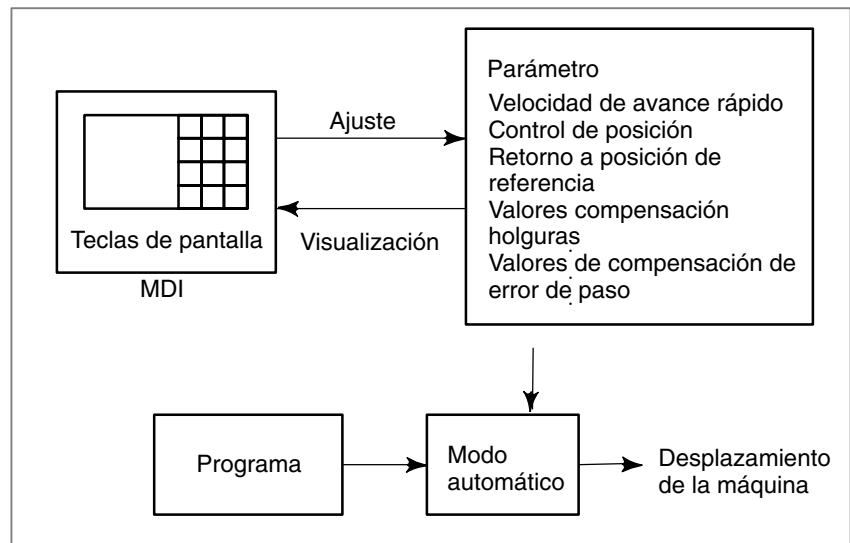 Parámetro
Velocidad de avance rápido
Control de posición
Retorno a posición de
referencia
Valores compensación
holguras
Valores de compensación de
error de paso
Ajuste
Visualización
Teclas de pantalla
MDI
Programa
Modo
automático
Desplazamiento
de la máquina